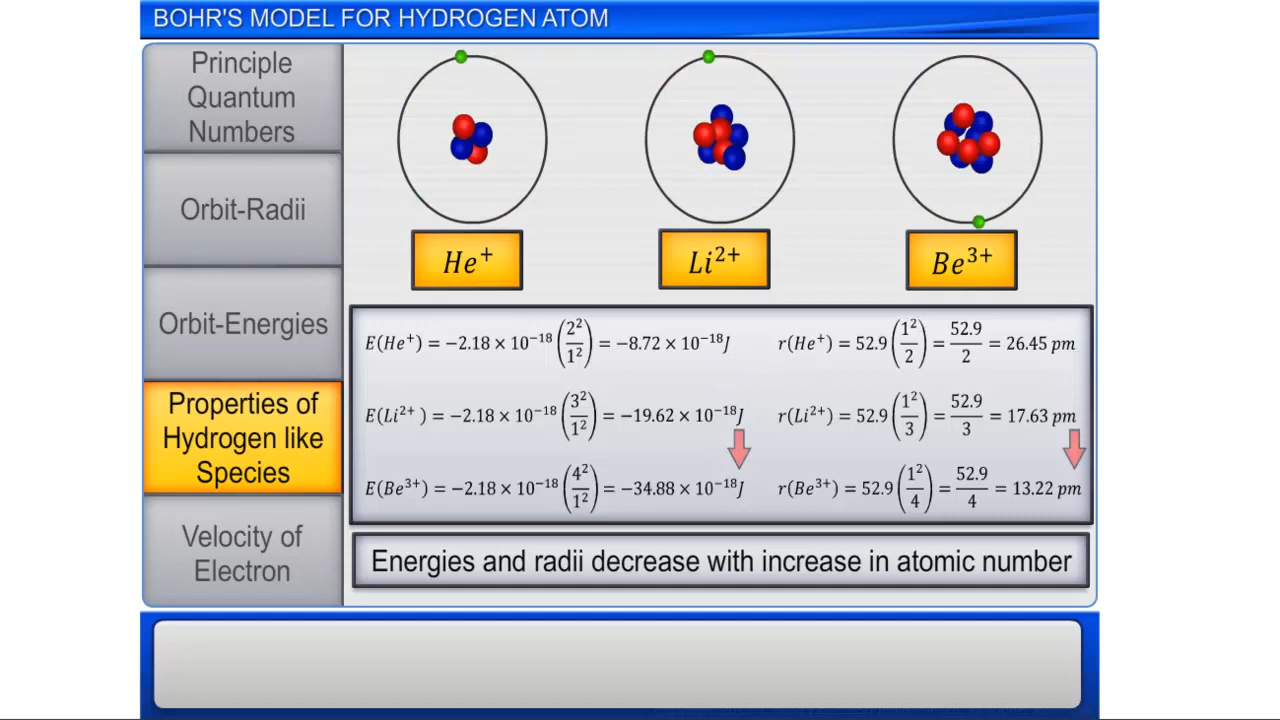 BOHR'S MODEL FOR HYDROGEN ATOM
Principle
Quantum
Numbers
Orbit-Radii
Orbit-Energies
Properties of
Hydrogen like
Species
Velocity of
Electron
He⁺
Li²⁺
Be³⁺
E(He⁺) = −2.18 × 10⁻¹⁸ (2²/1²) = −8.72 × 10⁻¹⁸J
r(He⁺) = 52.9 (1²/2) = 52.9/2 = 26.45 pm
E(Li²⁺ ) = −2.18 × 10⁻¹⁸ (3²/1²) = −19.62 × 10⁻¹⁸J
r(Li²⁺) = 52.9 (1²/3) = 52.9/3 = 17.63 pm
E(Be³⁺) = −2.18 × 10⁻¹⁸ (4²/1²) = −34.88 × 10⁻¹⁸J
r(Be³⁺) = 52.9 (1²/4) = 52.9/4 = 13.22 pm
Energies and radii decrease with increase in atomic number